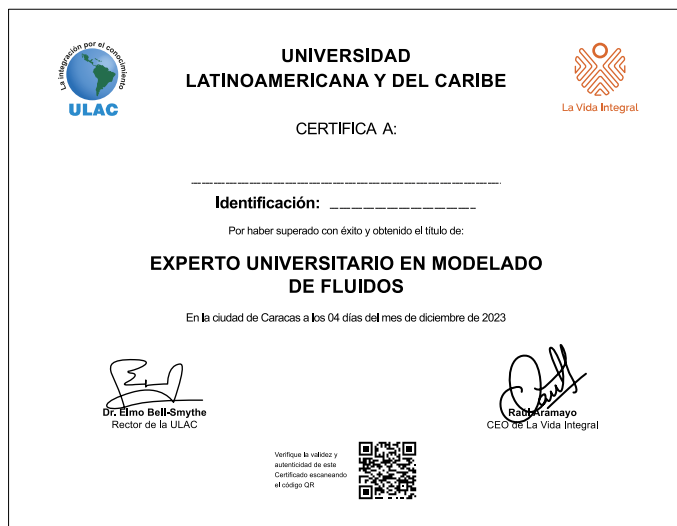 La integración por el conocimiento
ULAC
UNIVERSIDAD
LATINOAMERICANA Y DEL CARIBE
La Vida Integral
CERTIFICA A:
Identificación:
Por haber superado con éxito y obtenido el título de:
EXPERTO UNIVERSITARIO EN MODELADO
DE FLUIDOS
En la ciudad de Caracas a los 04 días del mes de diciembre de 2023
Dr. Elmo Bell-Smythe
Rector de la ULAC
Raúl Aramayo
CEO de La Vida Integral
Verifique la validez y
autenticidad de este
Certificado escaneando
el código QR